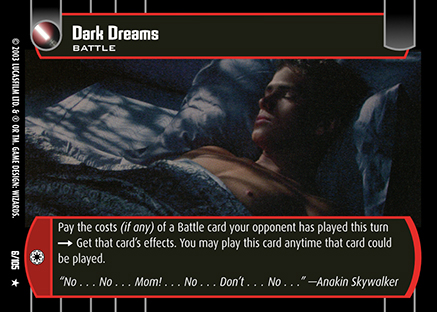 Dark Dreams
BATTLE
Pay the costs (if any) of a Battle card your opponent has played this turn
→ Get that card's effects. You may play this card anytime that card could
be played.
"No . . . No . . . Mom! . . . No . . . Don't . . . No . . ." —Anakin Skywalker
© 2003 LUCASFILM LTD. & ® OR TM. GAME DESIGN: WIZARDS.
6/105